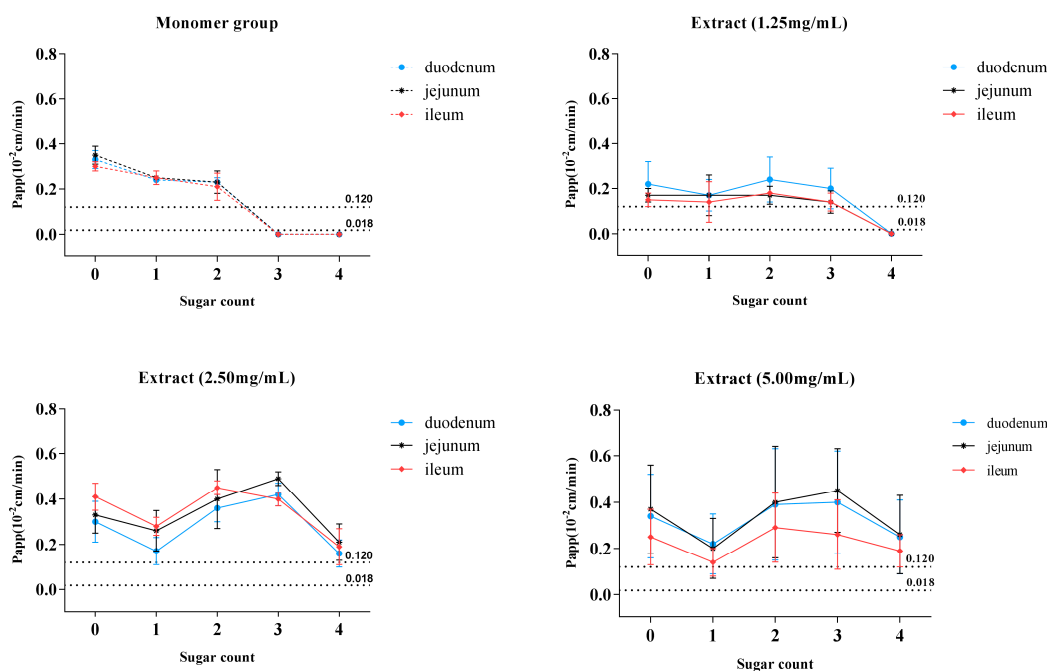 Monomer group
Papp(10-2cm/min)
0.8
0.6
0.4
0.2
0.0
0.120
0.018
0 1 2 3 4
Sugar count
duodcnum
jejunum
ileum
Extract (1.25mg/mL)
Papp(10-2cm/min)
0.8
0.6
0.4
0.2
0.0
0.120
0.018
0 1 2 3 4
Sugar count
duodcnum
jejunum
ileum
Extract (2.50mg/mL)
Papp(10-2cm/min)
0.8
0.6
0.4
0.2
0.0
0.120
0.018
0 1 2 3 4
Sugar count
duodenum
jejunum
ileum
Extract (5.00mg/mL)
Papp(10-2cm/min)
0.8
0.6
0.4
0.2
0.0
0.120
0.018
0 1 2 3 4
Sugar count
duodenum
jejunum
ileum